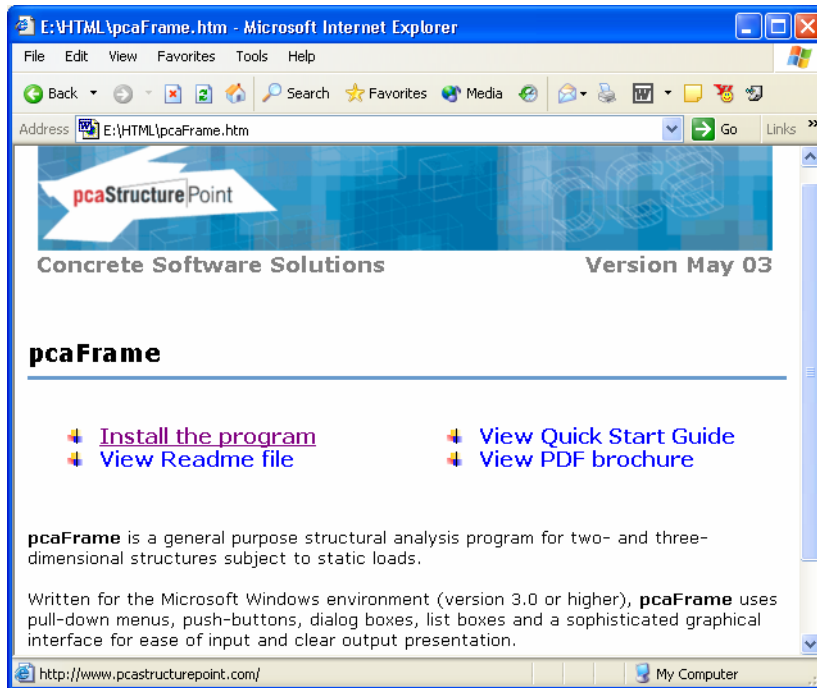 E:\HTML\pcaFrame.htm - Microsoft Internet Explorer
File Edit View Favorites Tools Help
Back Search Favorites Media
Address E:\HTML\pcaFrame.htm Go Links »
pcaStructurePoint
pca
Concrete Software Solutions Version May 03
pcaFrame
Install the program View Quick Start Guide
View Readme file View PDF brochure
pcaFrame is a general purpose structural analysis program for two- and three-
dimensional structures subject to static loads.
Written for the Microsoft Windows environment (version 3.0 or higher), pcaFrame uses
pull-down menus, push-buttons, dialog boxes, list boxes and a sophisticated graphical
interface for ease of input and clear output presentation.
http://www.pcastructurepoint.com/ My Computer